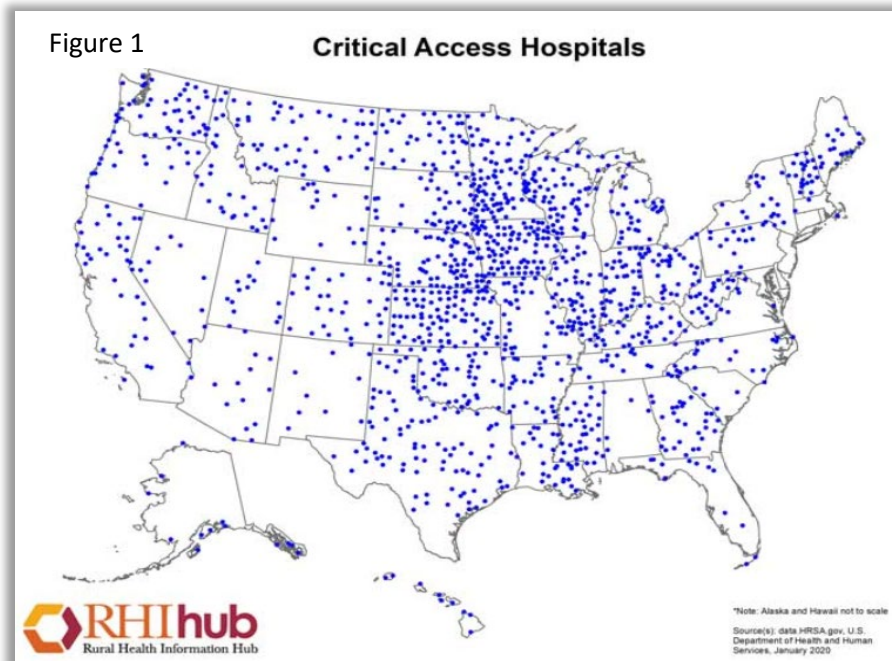 Figure 1
Critical Access Hospitals
RHIhub
Rural Health Information Hub
*Note: Alaska and Hawaii not to scale
Source(s): data.HRSA.gov, U.S.
Department of Health and Human
Services, January 2020